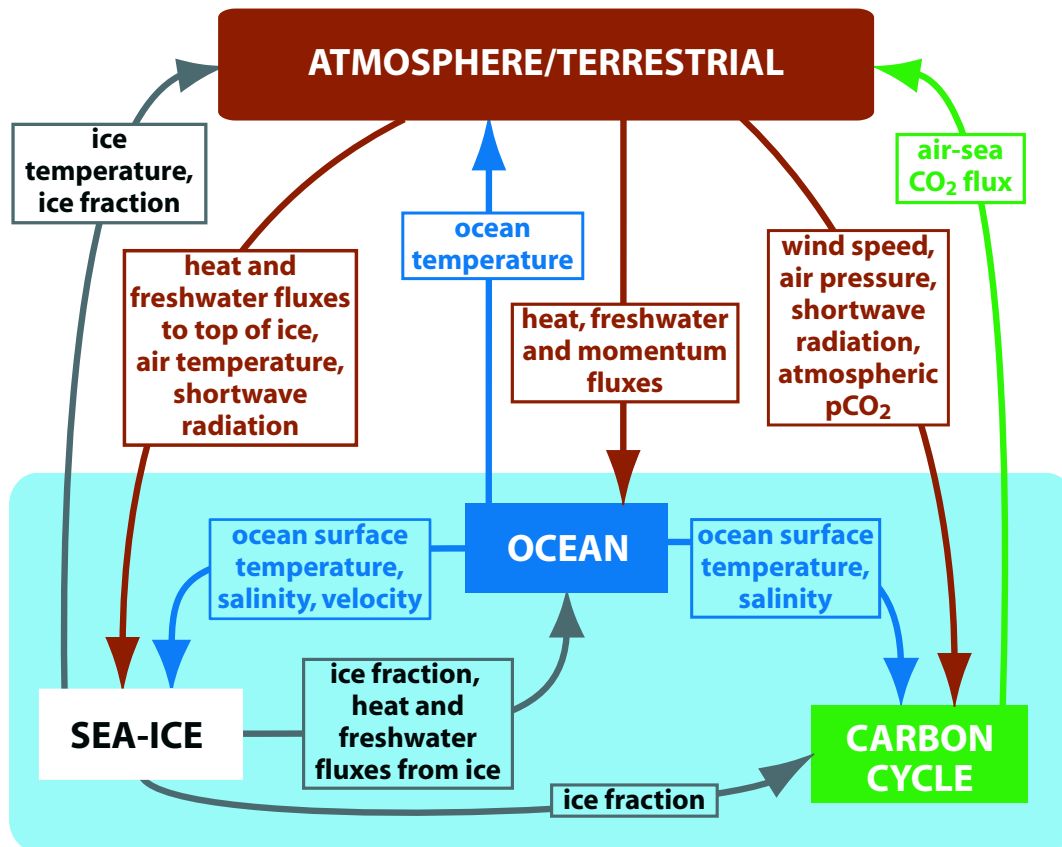 ATMOSPHERE/TERRESTRIAL
ice
temperature,
ice fraction
air-sea
CO₂ flux
ocean
temperature
heat and
freshwater fluxes
to top of ice,
air temperature,
shortwave
radiation
heat, freshwater
and momentum
fluxes
wind speed,
air pressure,
shortwave
radiation,
atmospheric
pCO₂
ocean surface
temperature,
salinity, velocity
OCEAN
ocean surface
temperature,
salinity
SEA-ICE
ice fraction,
heat and
freshwater
fluxes from ice
CARBON
CYCLE
ice fraction